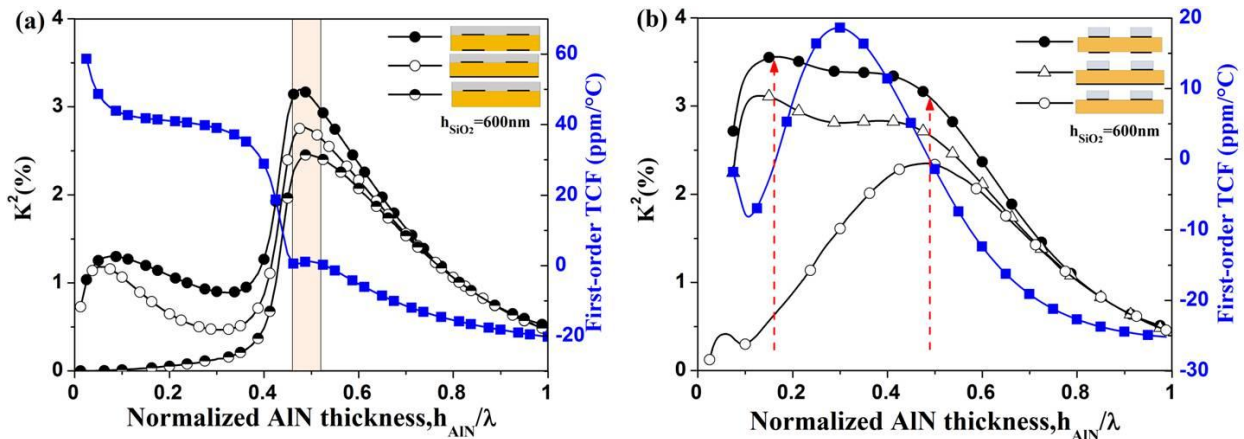 (a)
4
3
2
1
0
K²(%)
60
40
20
0
-20
First-order TCF (ppm/°C)
h_SiO₂=600nm
0 0.2 0.4 0.6 0.8 1
Normalized AlN thickness,h_AlN/λ
(b)
4
3
2
1
0
K²(%)
20
10
0
-10
-20
-30
First-order TCF (ppm/°C)
h_SiO₂=600nm
0 0.2 0.4 0.6 0.8 1
Normalized AlN thickness,h_AlN/λ